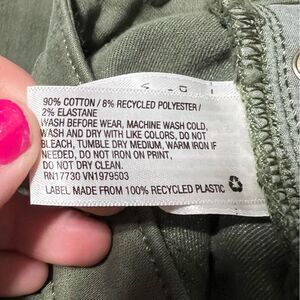 90% COTTON / 8% RECYCLED POLYESTER /
2% ELASTANE
WASH BEFORE WEAR, MACHINE WASH COLD,
WASH AND DRY WITH LIKE COLORS, DO NOT
BLEACH, TUMBLE DRY MEDIUM, WARM IRON IF
NEEDED, DO NOT IRON ON PRINT,
DO NOT DRY CLEAN.
RN17730 VN1979503
LABEL MADE FROM 100% RECYCLED PLASTIC